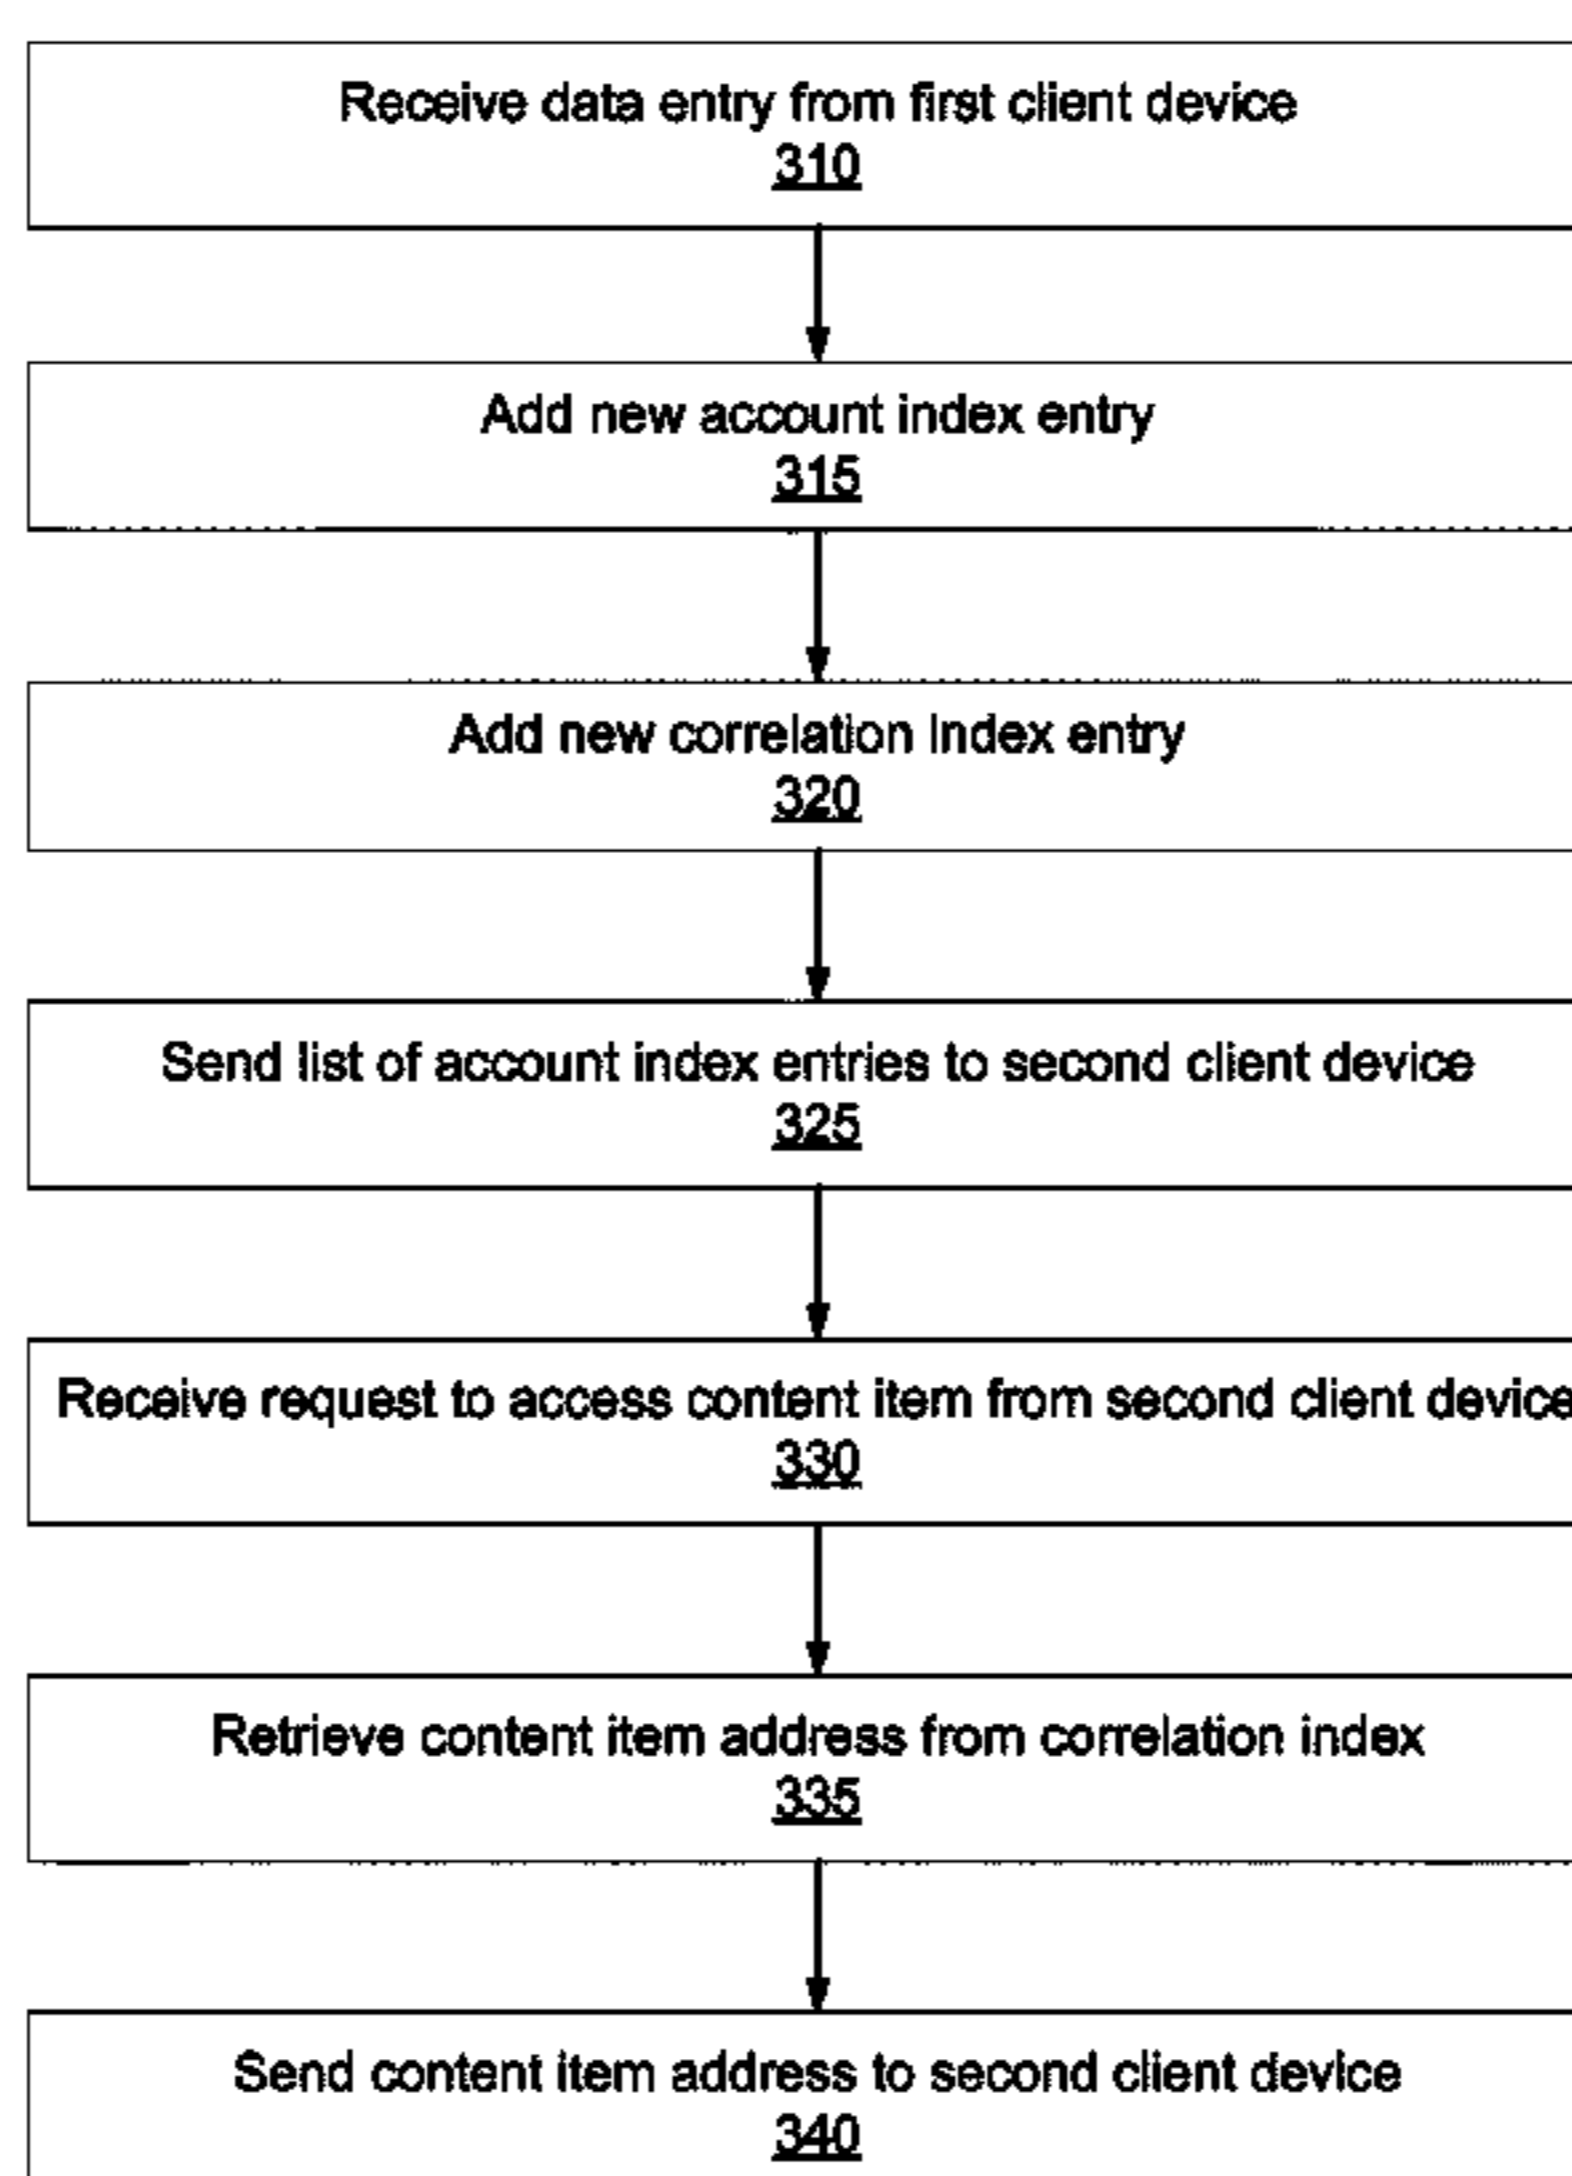 Receive data entry from first client device
310
Add new account index entry
315
Add new correlation index entry
320
Send list of account index entries to second client device
325
Receive request to access content item from second client device
330
Retrieve content item address from correlation index
335
Send content item address to second client device
340